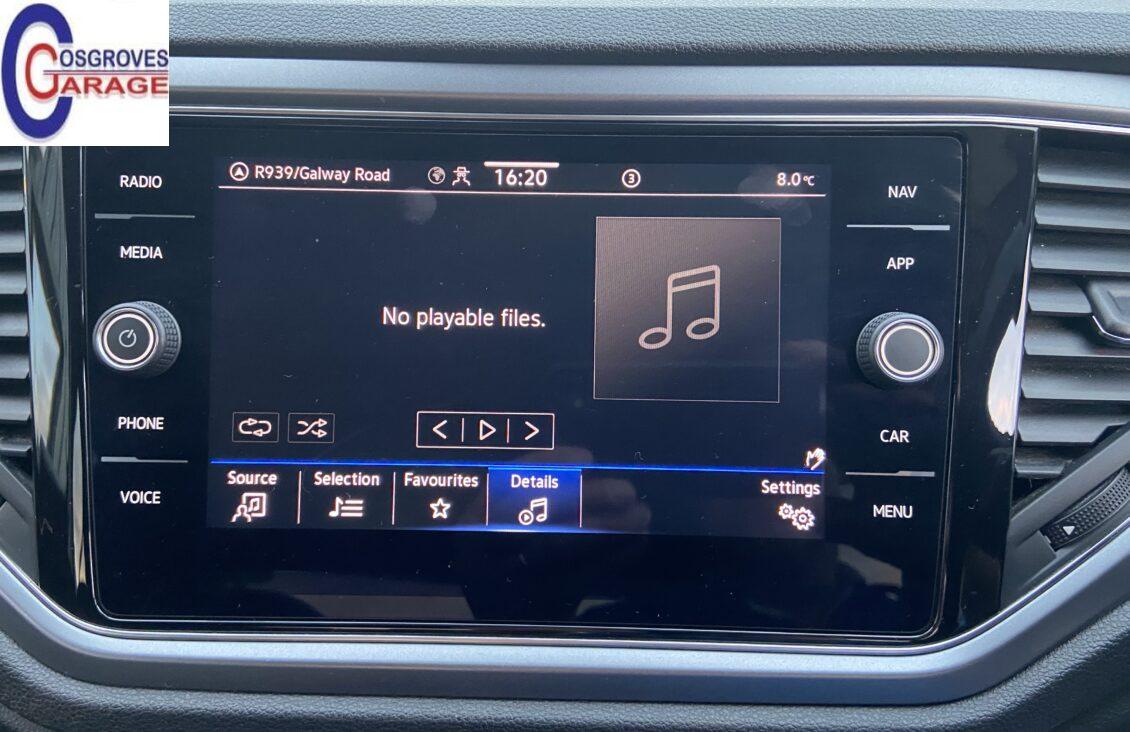 COSGROVES
GARAGE
RADIO
MEDIA
PHONE
VOICE
R939/Galway Road
16:20
3
8.0°C
No playable files.
Source
Selection
Favourites
Details
Settings
NAV
APP
CAR
MENU